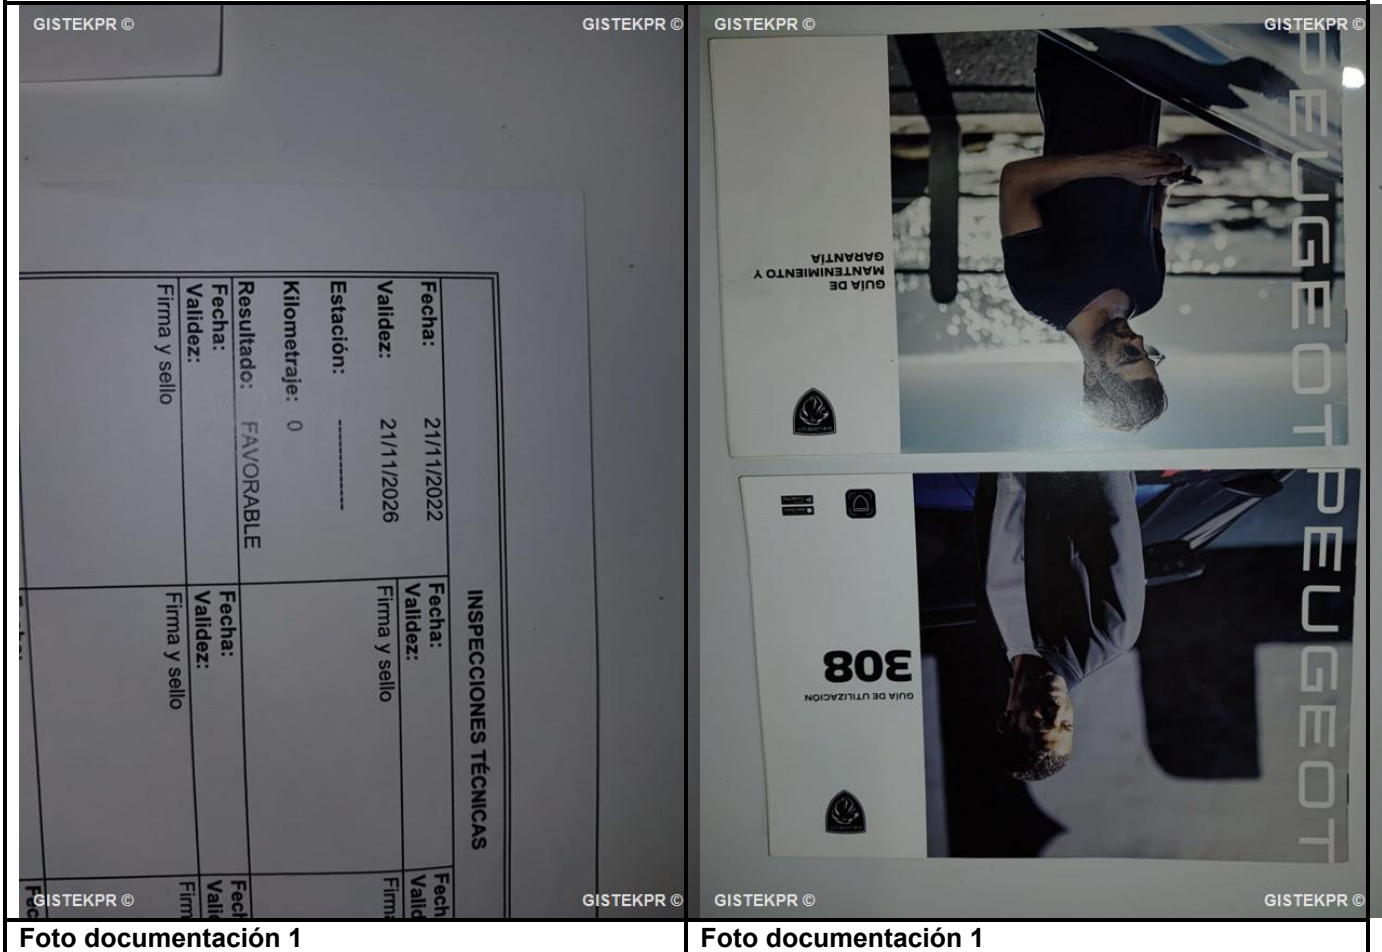 GISTEKPR © GISTEKPR ©
INSPECCIONES TÉCNICAS
Fecha: 21/11/2022
Validez: 21/11/2026
Estación: -----------
Kilometraje: 0
Resultado: FAVORABLE
Fecha:
Validez:
Firma y sello
Fecha:
Validez:
Firma y sello
Fecha:
Validez:
Firma y sello
GISTEKPR © GISTEKPR ©
Foto documentación 1
GISTEKPR © GISTEKPR ©
PEUGEOT
GUÍA DE
MANTENIMIENTO Y
GARANTÍA
PEUGEOT
PEUGEOT
308
GUÍA DE UTILIZACIÓN
GISTEKPR © GISTEKPR ©
Foto documentación 1